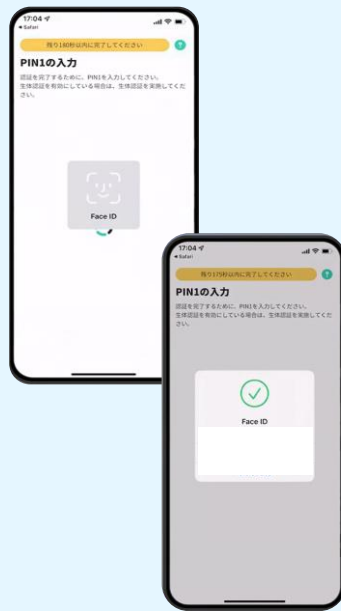 17:04
◀ Safari
残り180秒以内に完了してください
?
PIN1の入力
認証を完了するために、PIN1を入力してください。
生体認証を有効にしている場合は、生体認証を実施してくだ
さい。
Face ID
17:04
◀ Safari
残り175秒以内に完了してください
?
PIN1の入力
認証を完了するために、PIN1を入力してください。
生体認証を有効にしている場合は、生体認証を実施してくだ
さい。
Face ID